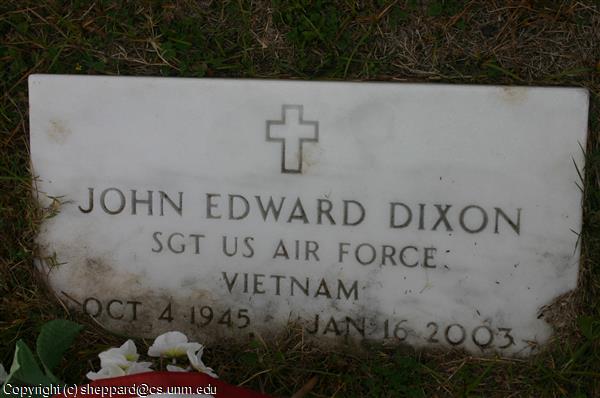 JOHN EDWARD DIXON
SGT US AIR FORCE
VIETNAM
OCT 4 1945 JAN 16 2003
Copyright (c) sheppard@cs.unm.edu